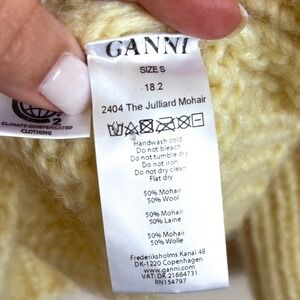 GANNI
SIZE S
18.2
2404 The Julliard Mohair
Handwash cold
Do not bleach
Do not tumble dry
Do not iron
Do not dry clean
Flat dry
50% Mohair
50% Wool
50% Mohair
50% Laine
50% Mohair
50% Wolle
Frederiksholms Kanal 4B
DK-1220 Copenhagen
www.ganni.com
VAT: DK 21664731
RN154797
2
CLIMATE COMPENSATED
CLOTHING